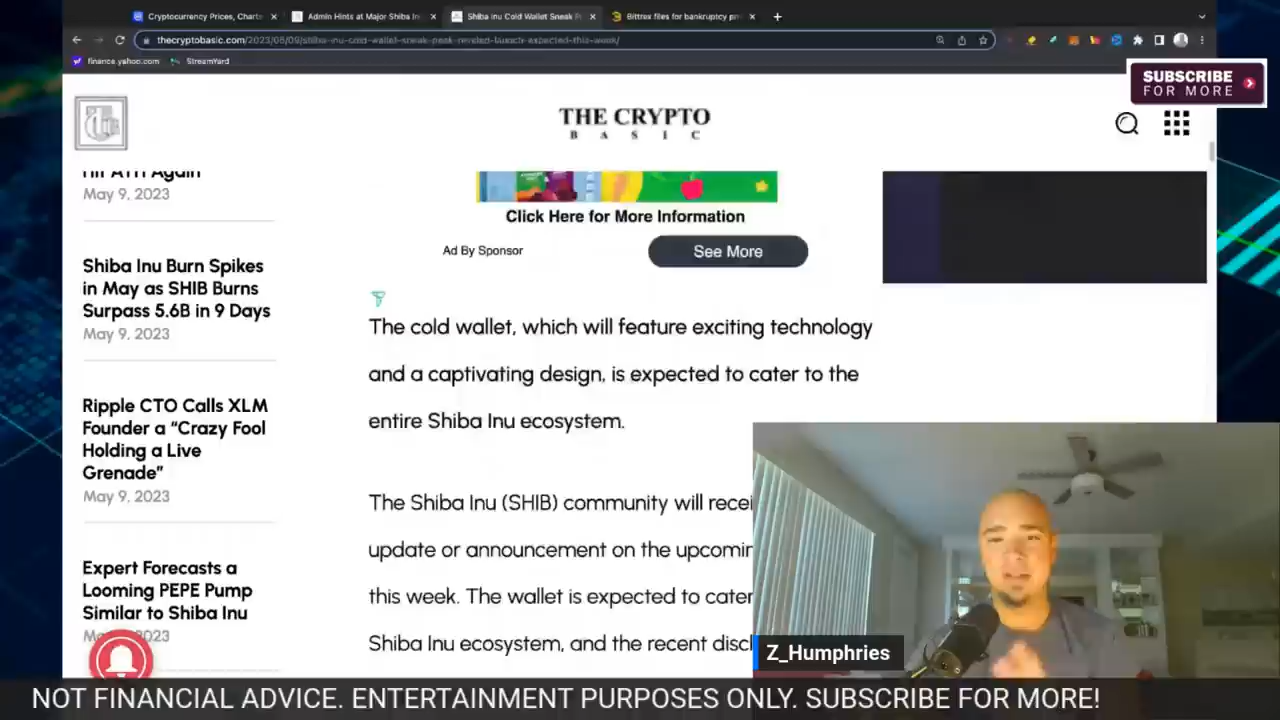 Cryptocurrency Prices, Charts
Admin Hints at Major Shiba In
Shiba Inu Cold Wallet Sneak P
Bittrex files for bankruptcy pr
thecryptobasic.com/2023/05/09/shiba-inu-cold-wallet-sneak-peak-revealed-launch-expected-this-week/
finance.yahoo.com
StreamYard
SUBSCRIBE
FOR MORE
THE CRYPTO
BASIC
Hit ATH Again
May 9, 2023
Shiba Inu Burn Spikes
in May as SHIB Burns
Surpass 5.6B in 9 Days
May 9, 2023
Ripple CTO Calls XLM
Founder a “Crazy Fool
Holding a Live
Grenade”
May 9, 2023
Expert Forecasts a
Looming PEPE Pump
Similar to Shiba Inu
2023
Click Here for More Information
Ad By Sponsor
See More
The cold wallet, which will feature exciting technology
and a captivating design, is expected to cater to the
entire Shiba Inu ecosystem.
The Shiba Inu (SHIB) community will recei
update or announcement on the upcomin
this week. The wallet is expected to cater
Shiba Inu ecosystem, and the recent discl
Z_Humphries
NOT FINANCIAL ADVICE. ENTERTAINMENT PURPOSES ONLY. SUBSCRIBE FOR MORE!